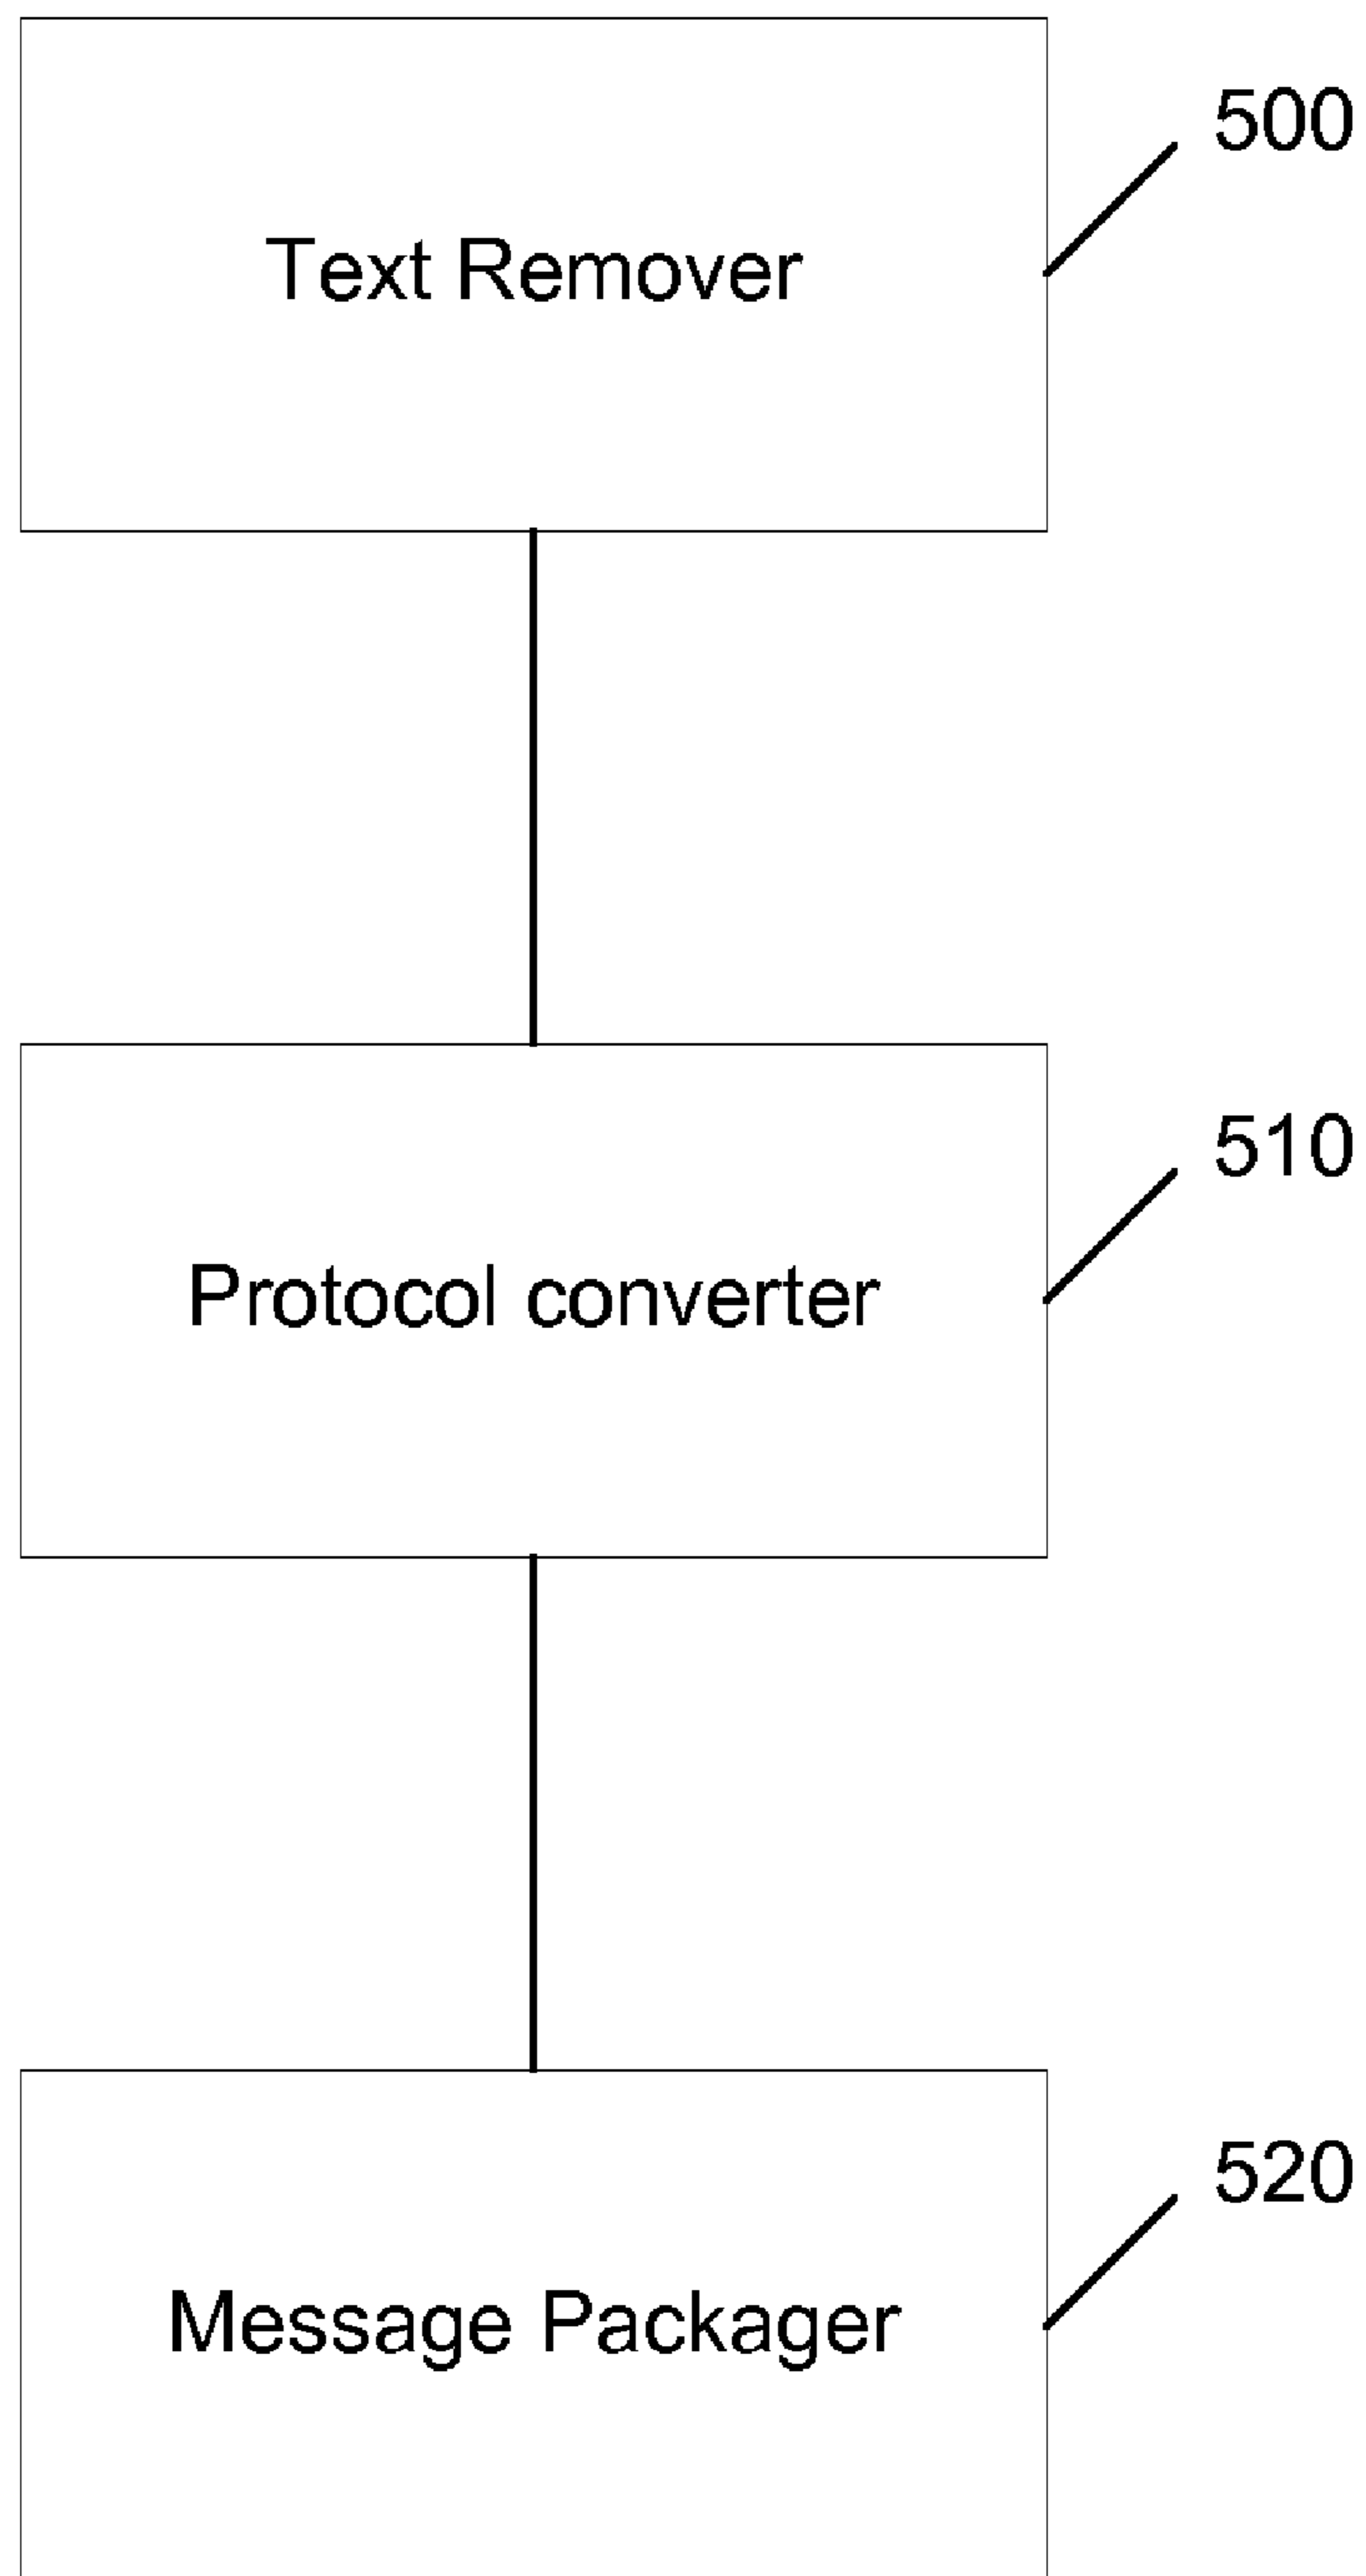 500
Text Remover
510
Protocol converter
520
Message Packager